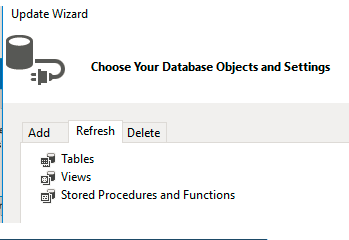 Update Wizard
Choose Your Database Objects and Settings
Add Refresh Delete
Tables
Views
Stored Procedures and Functions